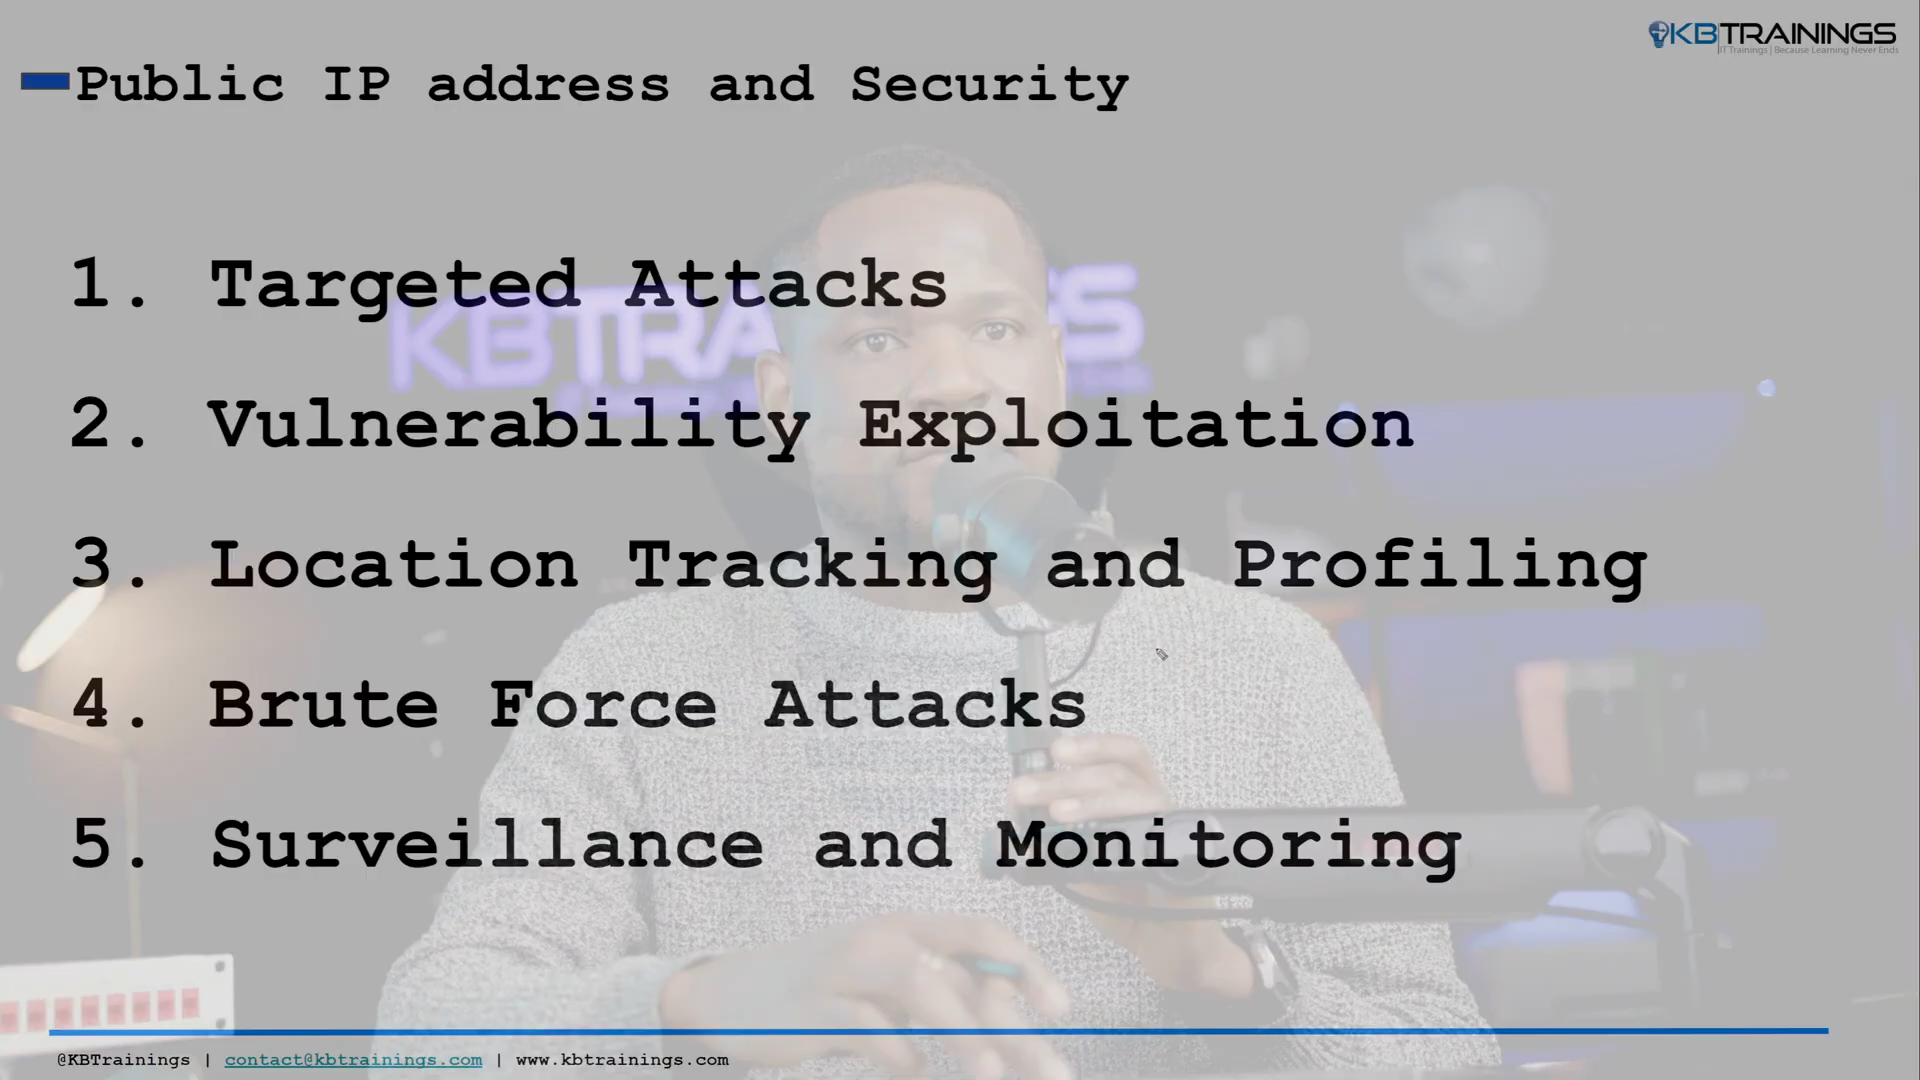 KBTRAININGS
IT Trainings | Because Learning Never Ends
Public IP address and Security
1. Targeted Attacks
KBTRA GS
2. Vulnerability Exploitation
3. Location Tracking and Profiling
4. Brute Force Attacks
5. Surveillance and Monitoring
@KBTrainings | contact@kbtrainings.com | www.kbtrainings.com